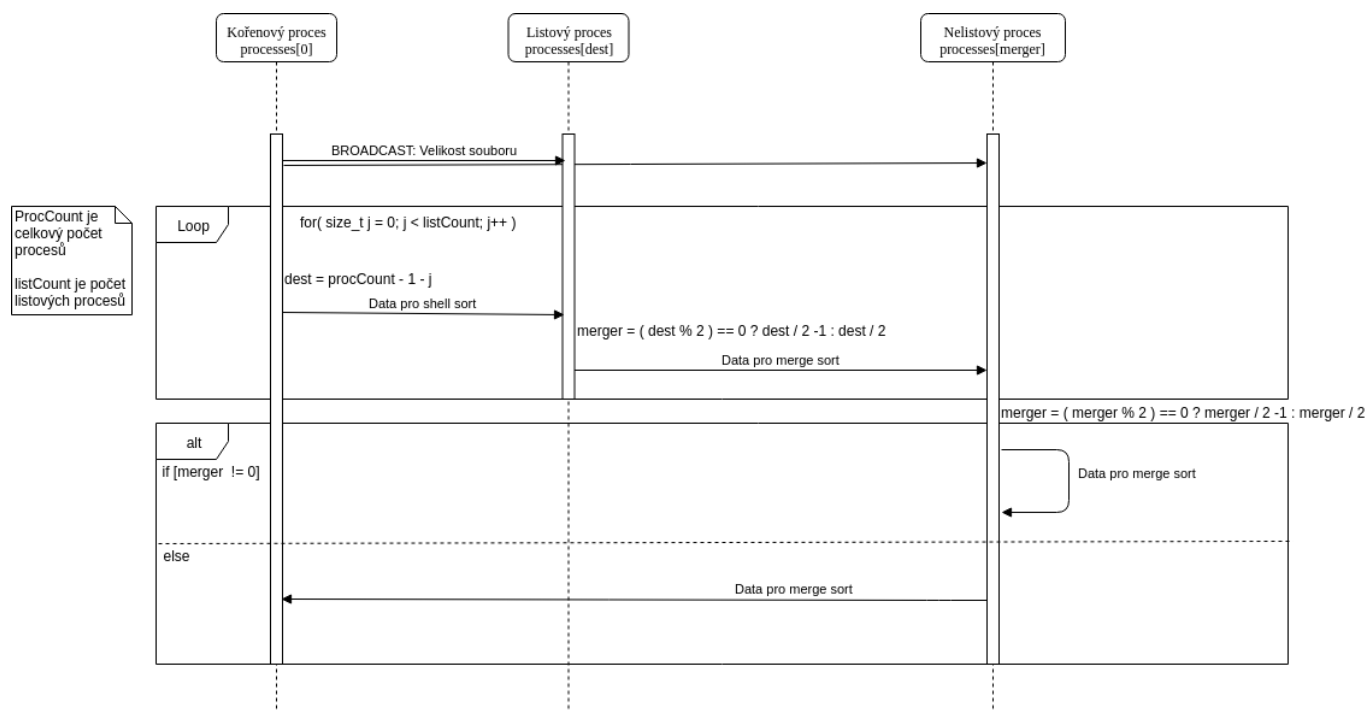 Kořenový proces
processes[0]
Listový proces
processes[dest]
Nelistový proces
processes[merger]
BROADCAST: Velikost souboru
ProcCount je
celkový počet
procesů
listCount je počet
listových procesů
Loop
for( size_t j = 0; j < listCount; j++ )
dest = procCount - 1 - j
Data pro shell sort
merger = ( dest % 2 ) == 0 ? dest / 2 -1 : dest / 2
Data pro merge sort
merger = ( merger % 2 ) == 0 ? merger / 2 -1 : merger / 2
alt
if [merger != 0]
Data pro merge sort
else
Data pro merge sort